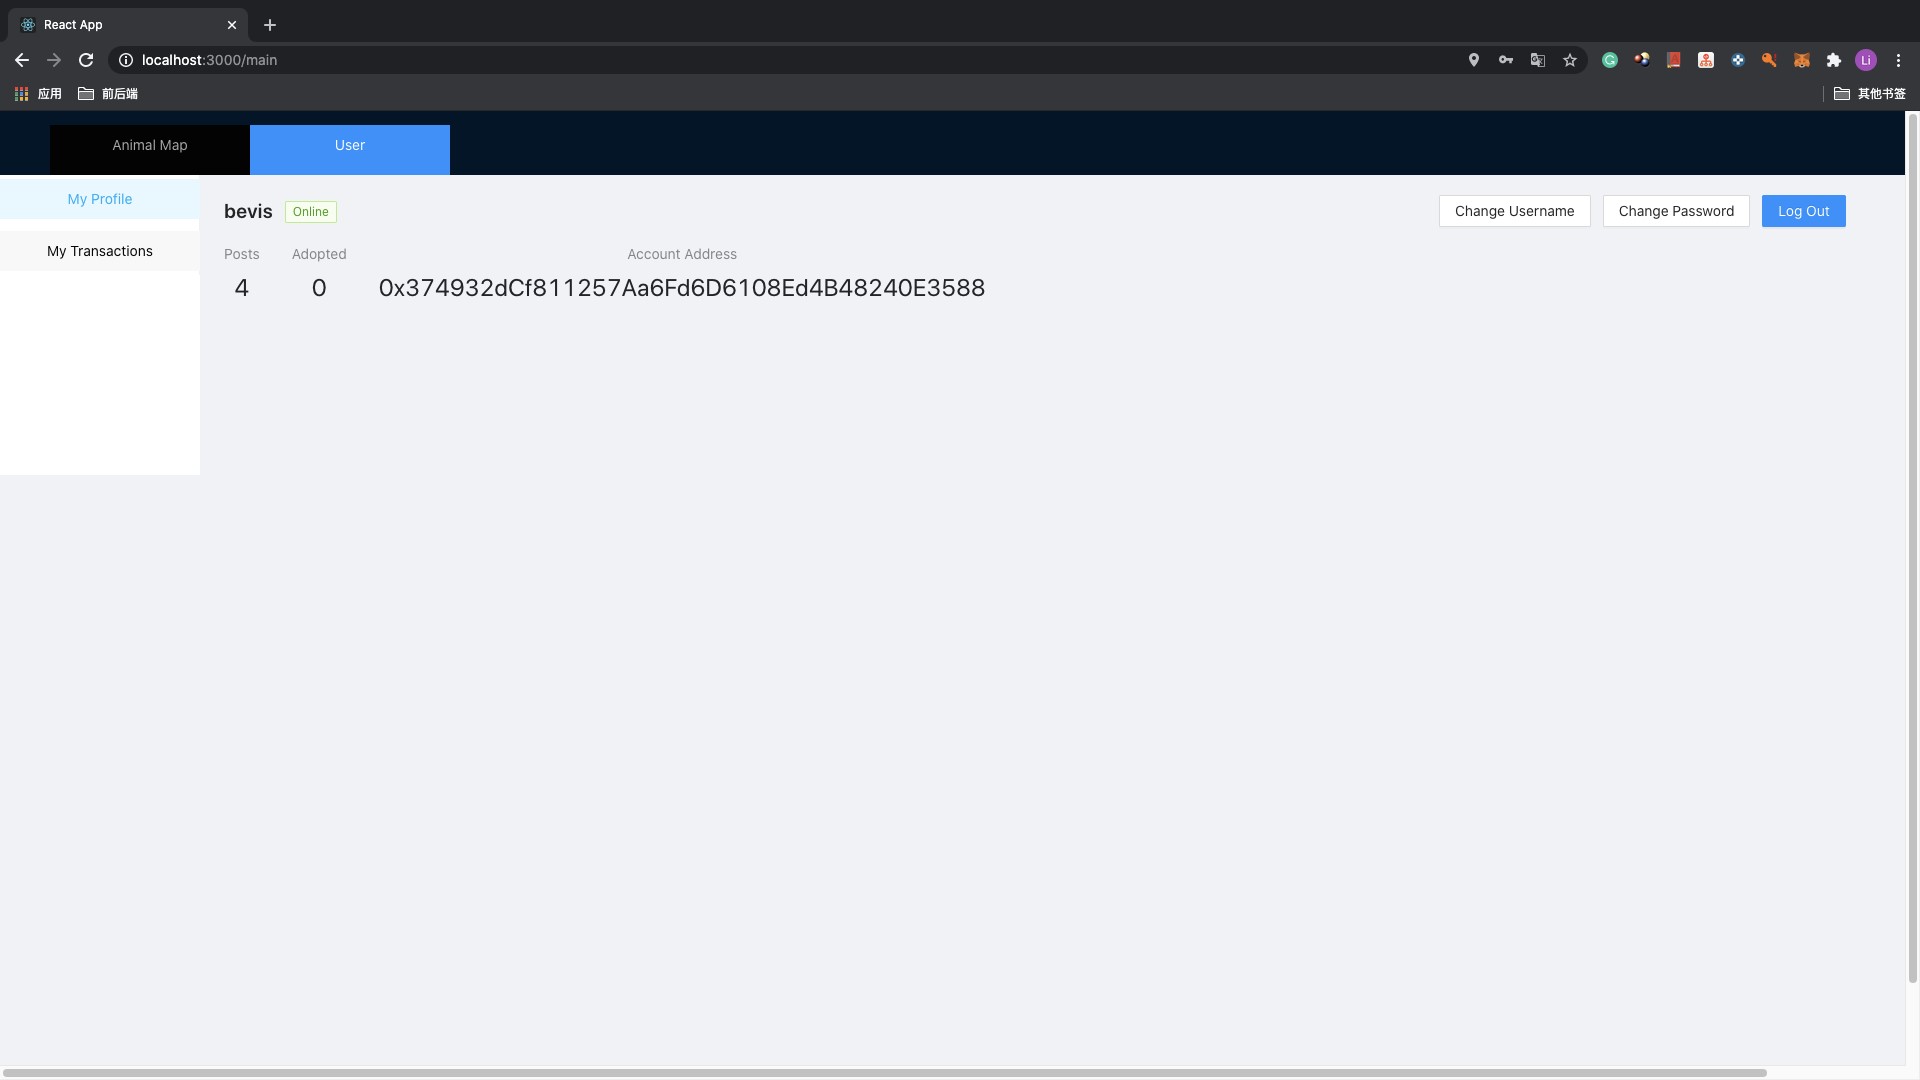 React App
localhost:3000/main
Li
应用 前后端 其他书签
Animal Map User
My Profile
My Transactions
bevis Online Change Username Change Password Log Out
Posts Adopted Account Address
4 0 0x374932dCf811257Aa6Fd6D6108Ed4B48240E3588